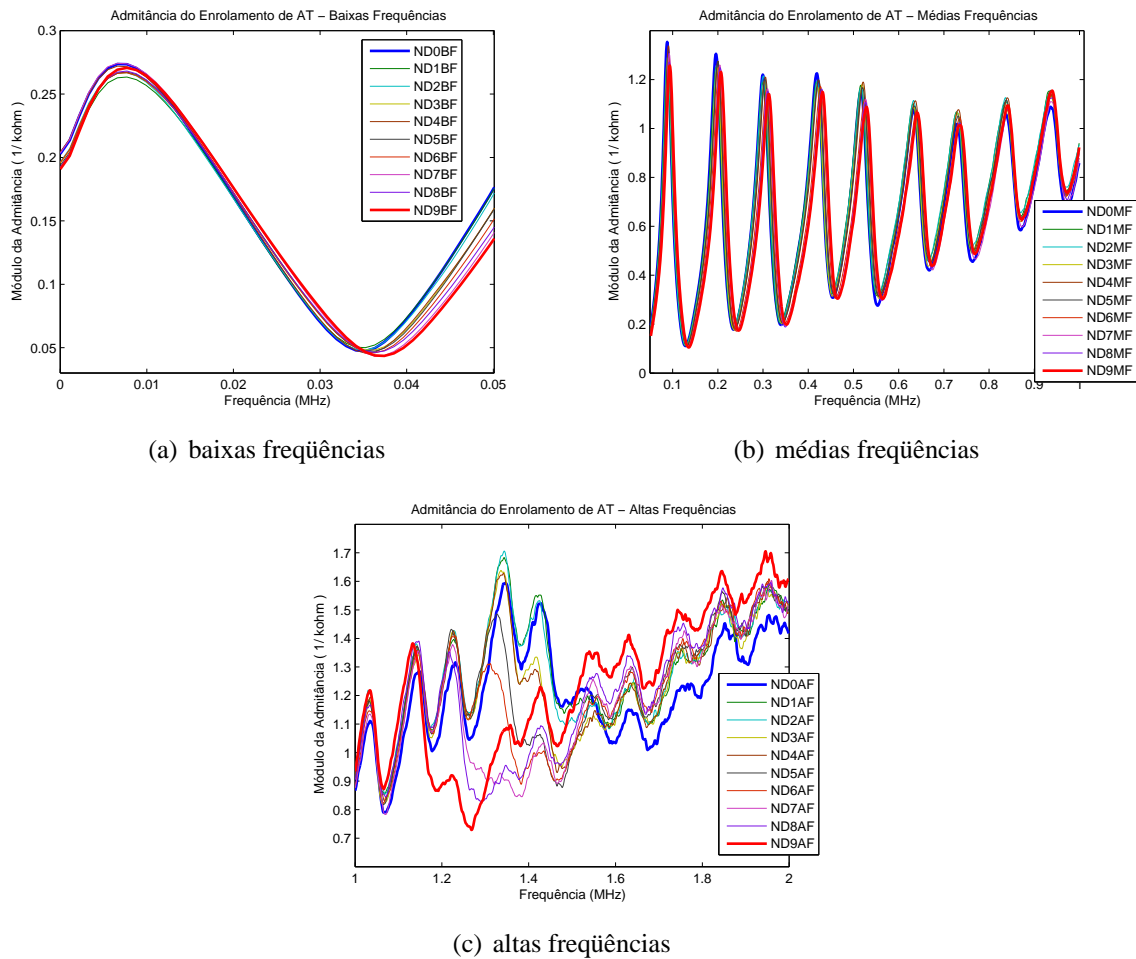 Admitância do Enrolamento de AT − Baixas Frequências
Módulo da Admitância ( 1/ kohm )
0.3
0.25
0.2
0.15
0.1
0.05
0
0.01
0.02
0.03
0.04
0.05
Frequência (MHz)
ND0BF
ND1BF
ND2BF
ND3BF
ND4BF
ND5BF
ND6BF
ND7BF
ND8BF
ND9BF
(a) baixas freqüências
Admitância do Enrolamento de AT − Médias Frequências
Módulo da Admitância ( 1/ kohm )
1.2
1
0.8
0.6
0.4
0.2
0
0.1
0.2
0.3
0.4
0.5
0.6
0.7
0.8
0.9
Frequência (MHz)
ND0MF
ND1MF
ND2MF
ND3MF
ND4MF
ND5MF
ND6MF
ND7MF
ND8MF
ND9MF
(b) médias freqüências
Admitância do Enrolamento de AT − Altas Frequências
Módulo da Admitância ( 1/ kohm )
1.7
1.6
1.5
1.4
1.3
1.2
1.1
1
0.9
0.8
0.7
1
1.2
1.4
1.6
1.8
2
Frequência (MHz)
ND0AF
ND1AF
ND2AF
ND3AF
ND4AF
ND5AF
ND6AF
ND7AF
ND8AF
ND9AF
(c) altas freqüências